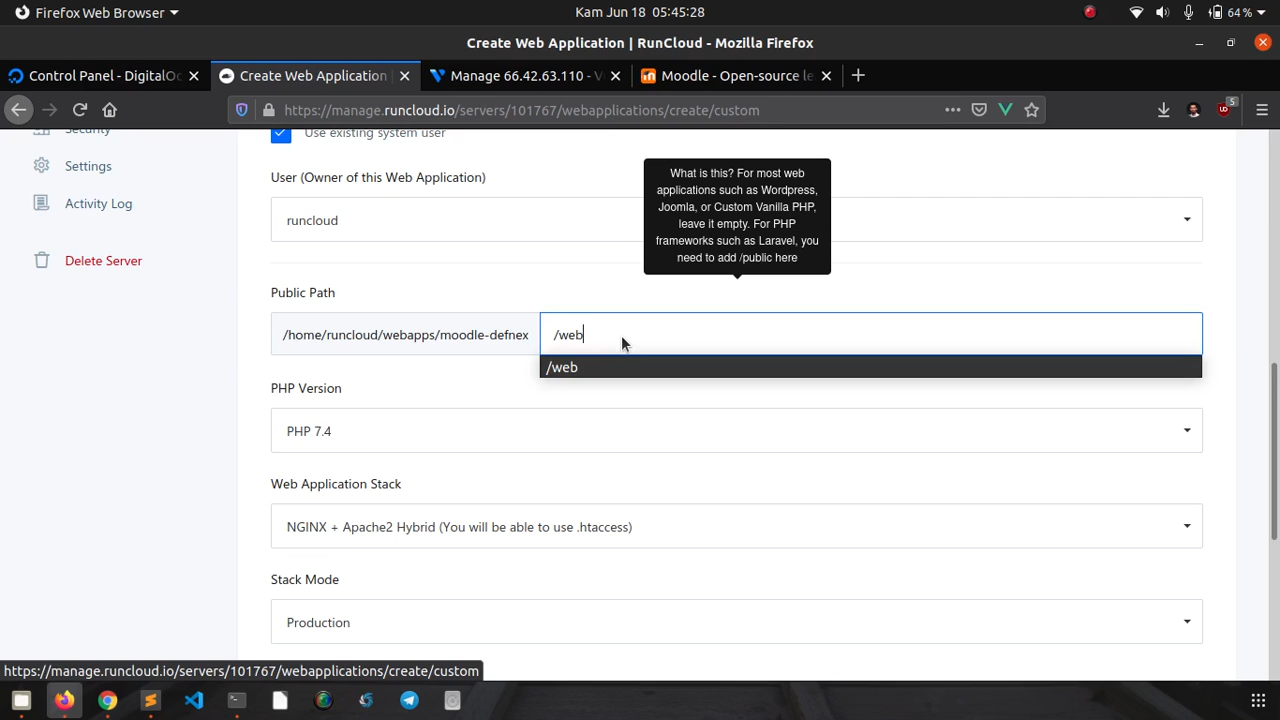 Firefox Web Browser
Kam Jun 18 05:45:28
64 %
Create Web Application | RunCloud - Mozilla Firefox
Control Panel - DigitalOc
Create Web Application |
Manage 66.42.63.110 - V
Moodle - Open-source le
https://manage.runcloud.io/servers/101767/webapplications/create/custom
5
Security
Settings
Activity Log
Delete Server
Use existing system user
User (Owner of this Web Application)
runcloud
What is this? For most web
applications such as Wordpress,
Joomla, or Custom Vanilla PHP,
leave it empty. For PHP
frameworks such as Laravel, you
need to add /public here
Public Path
/home/runcloud/webapps/moodle-defnex
/web
/web
PHP Version
PHP 7.4
Web Application Stack
NGINX + Apache2 Hybrid (You will be able to use .htaccess)
Stack Mode
Production
https://manage.runcloud.io/servers/101767/webapplications/create/custom